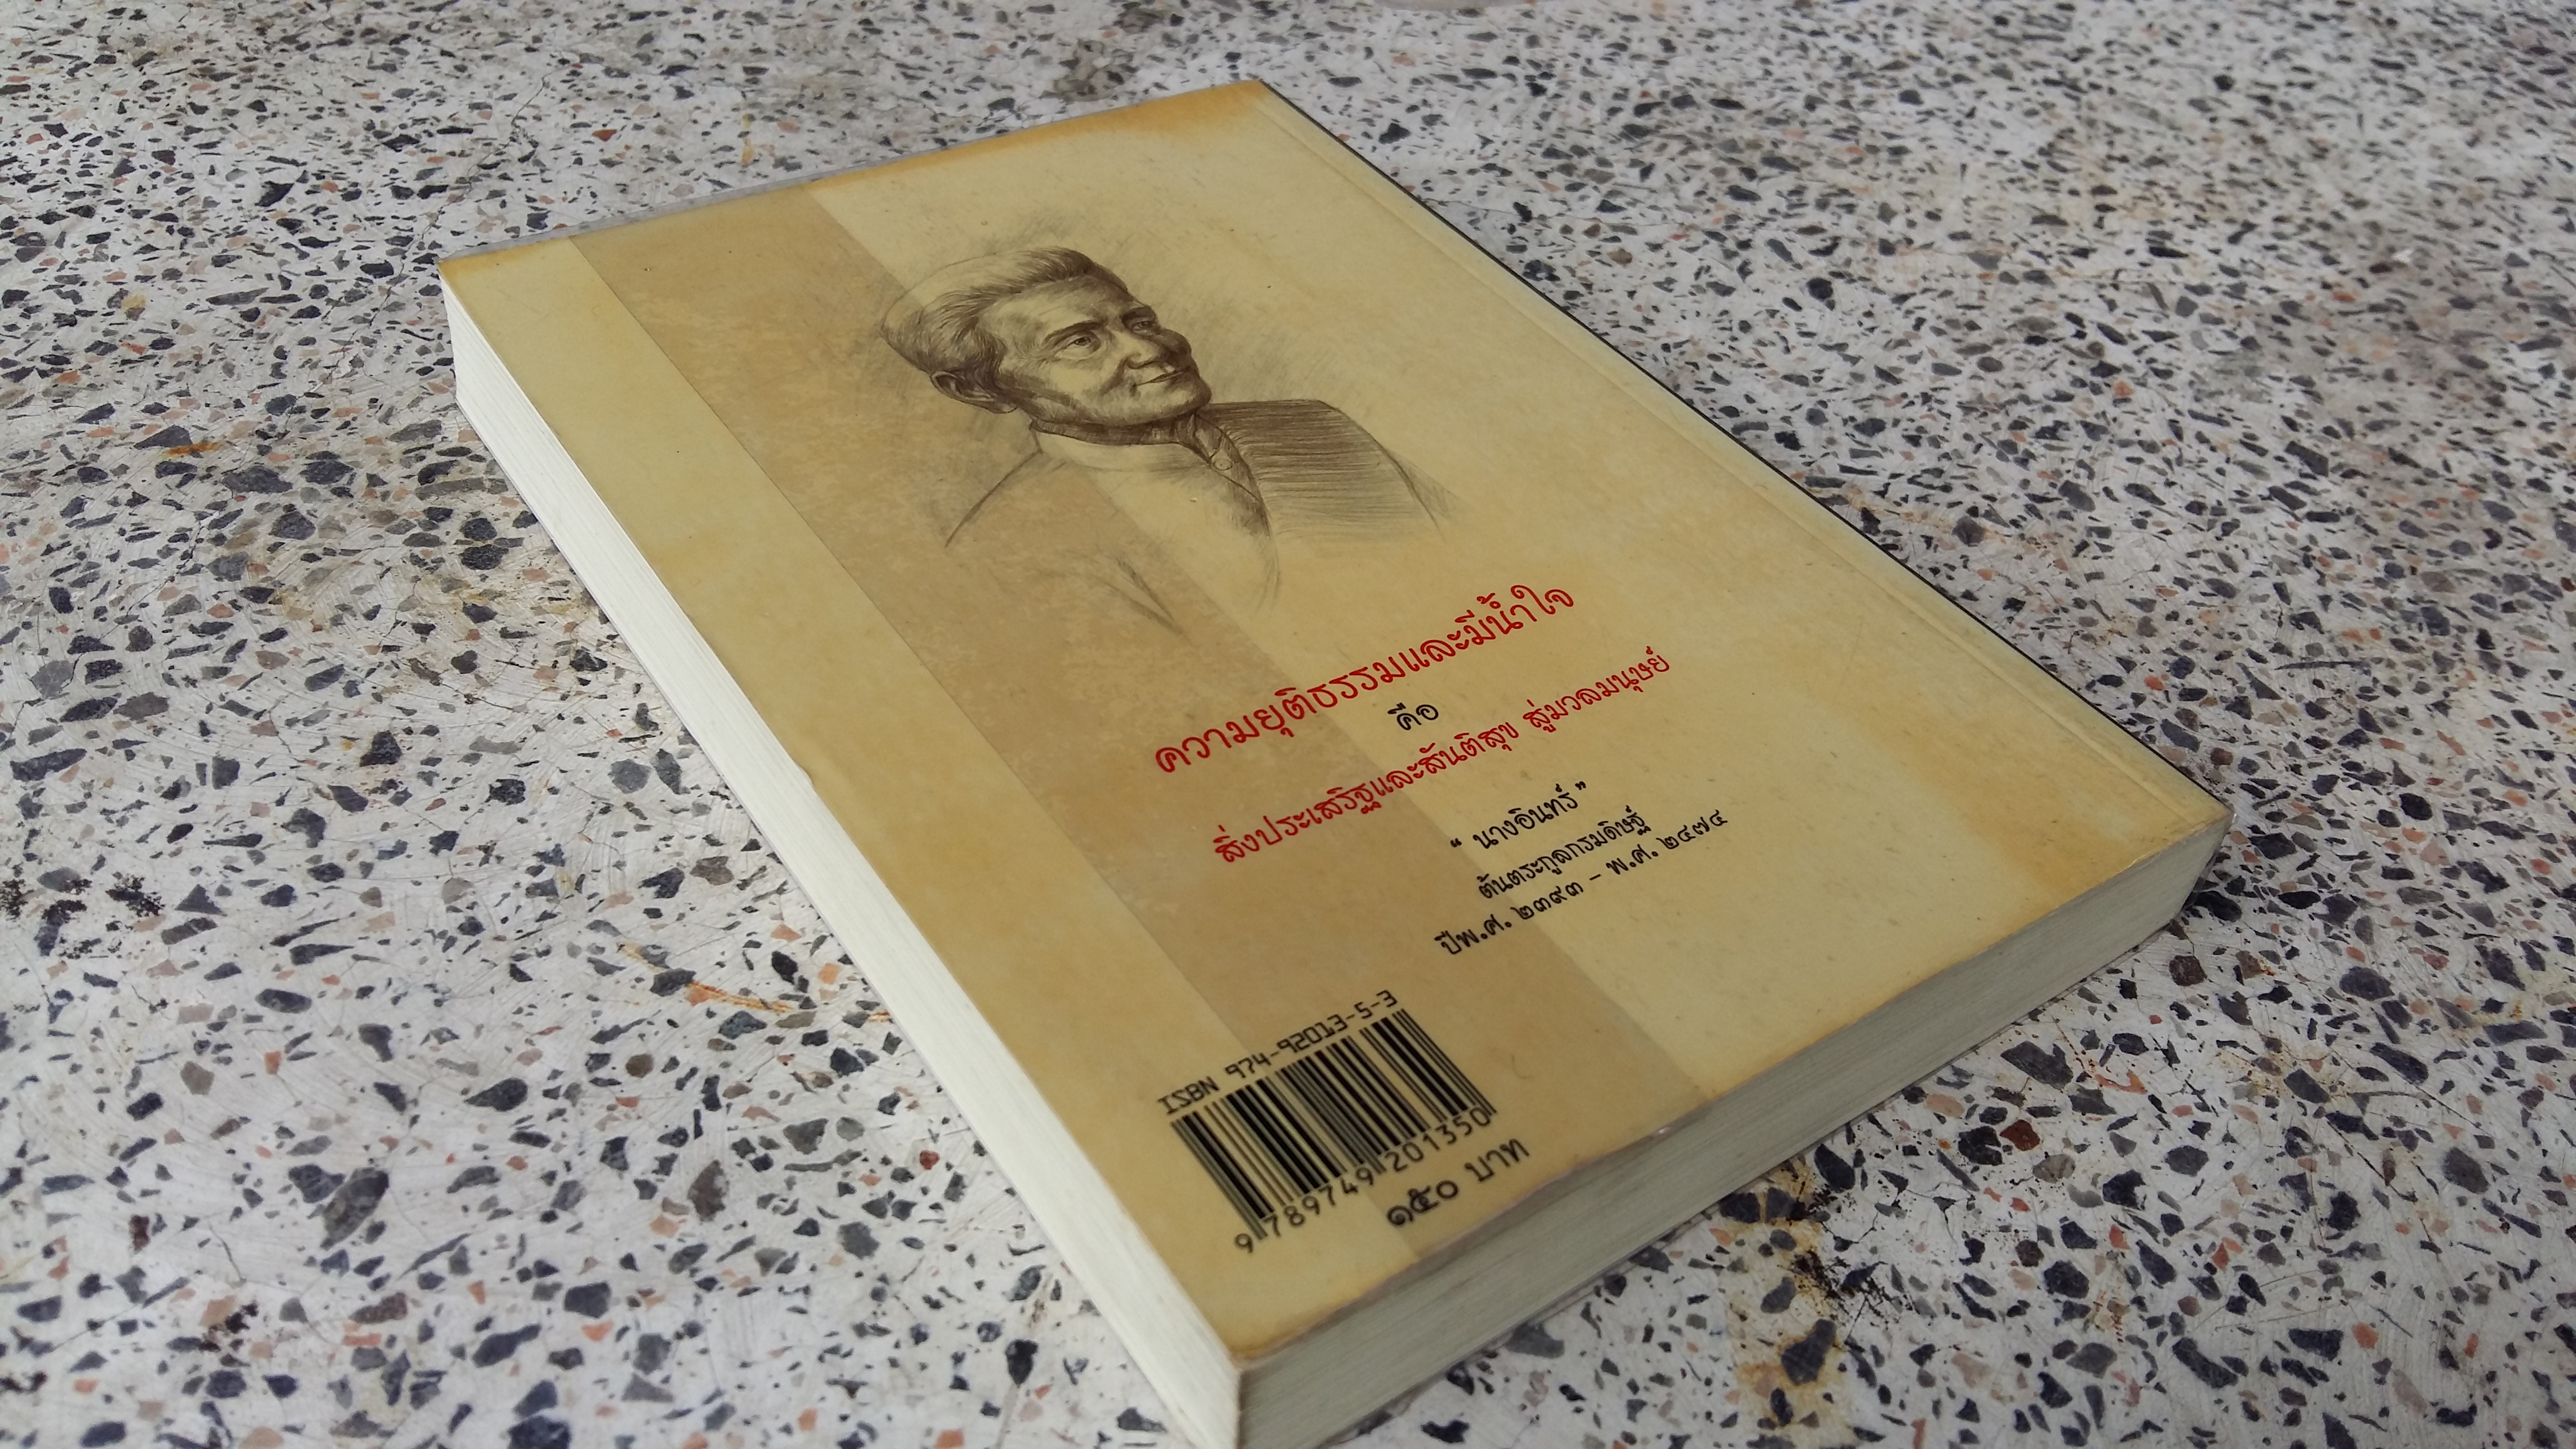 ความยุติธรรมและมีน้ำใจ
คือ
สิ่งประเสริฐและสันติสุข สู่มวลมนุษย์
“ นางอินทร์ ”
ต้นตระกูลกรมดิษฐ์
ปีพ.ศ. ๒๓๙๓ – พ.ศ. ๒๔๗๔
ISBN 974-92013-5-3
9 789749 201350
๑๕๐ บาท